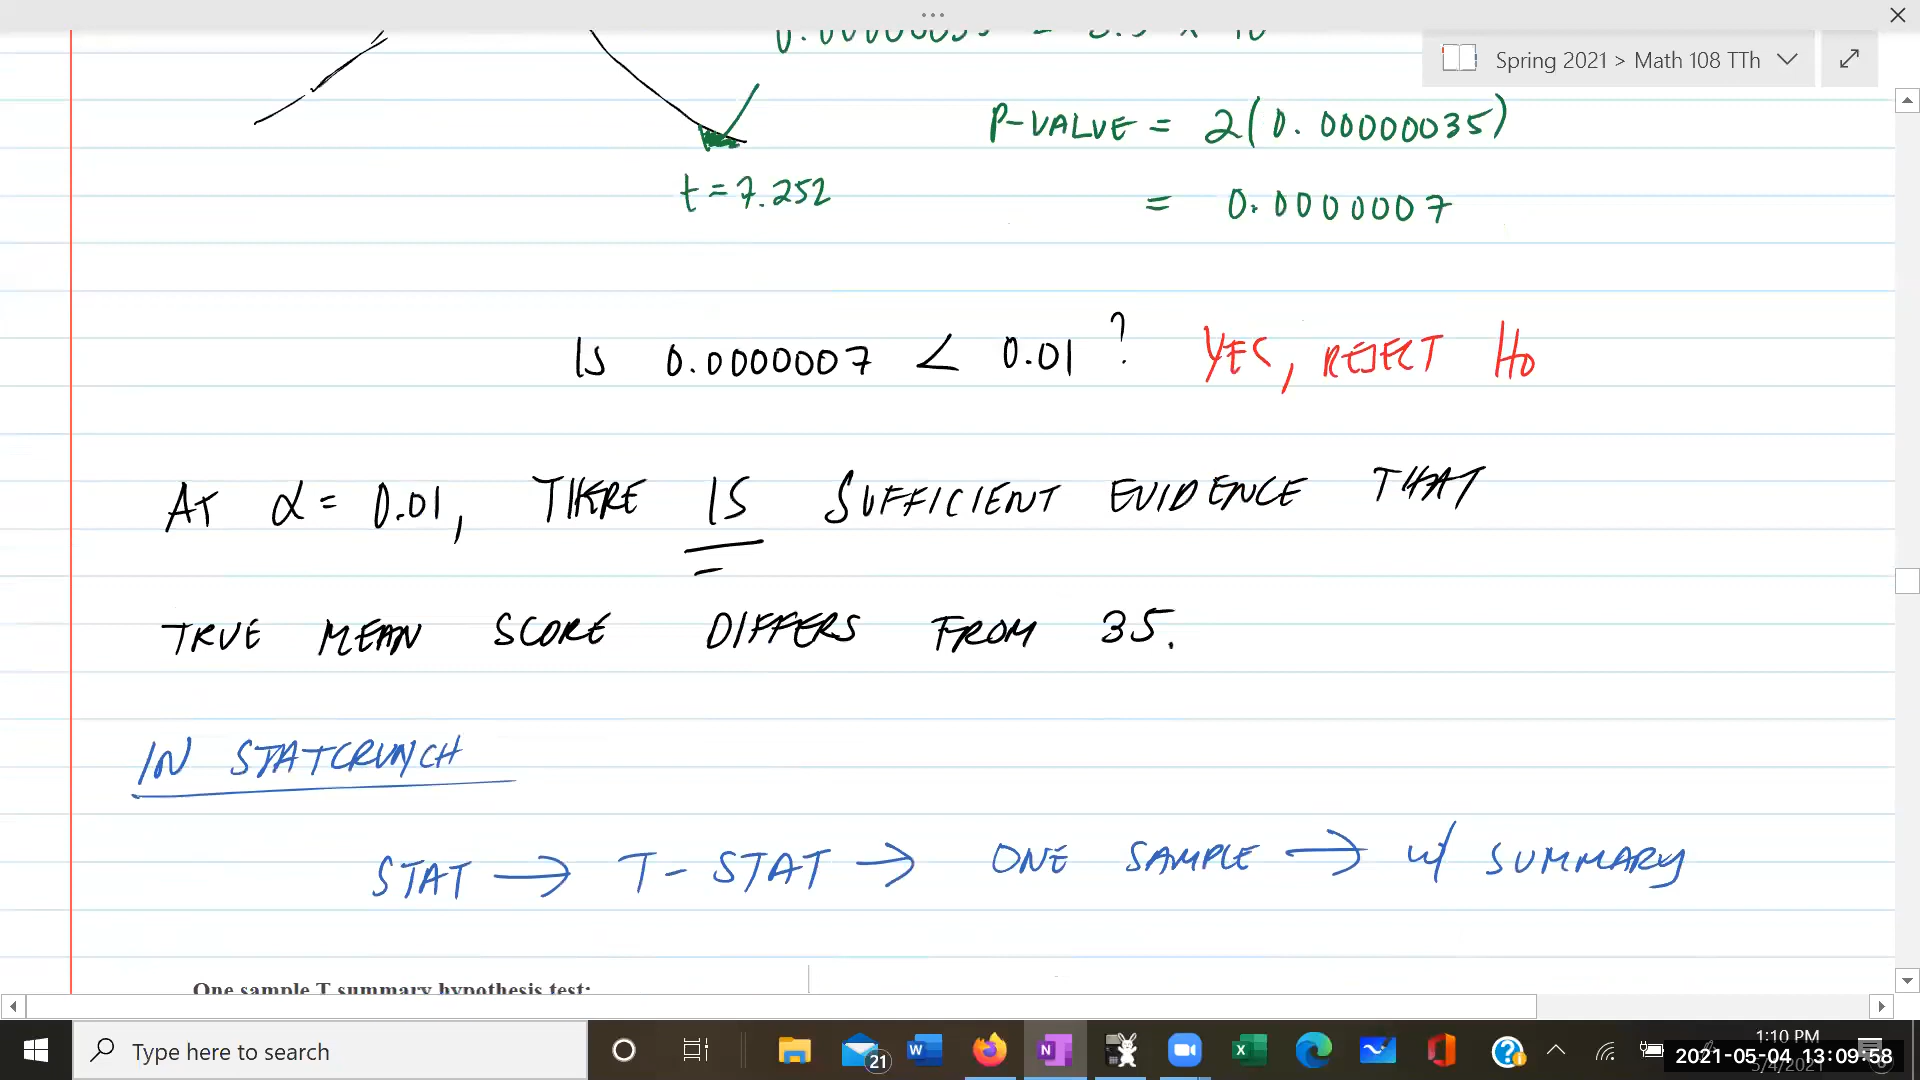 Spring 2021 > Math 108 TTh
P-VALUE = 2(0.00000035)
t = 7.252
= 0.0000007
IS 0.0000007 < 0.01 ? YES, REJECT H0
AT α = 0.01, THERE IS SUFFICIENT EVIDENCE THAT
TRUE MEAN SCORE DIFFERS FROM 35.
IN STATCRUNCH
STAT → T-STAT → ONE SAMPLE → w/ SUMMARY
One sample T summary hypothesis test:
Type here to search
21
1:10 PM
2021-05-04 13:09:58